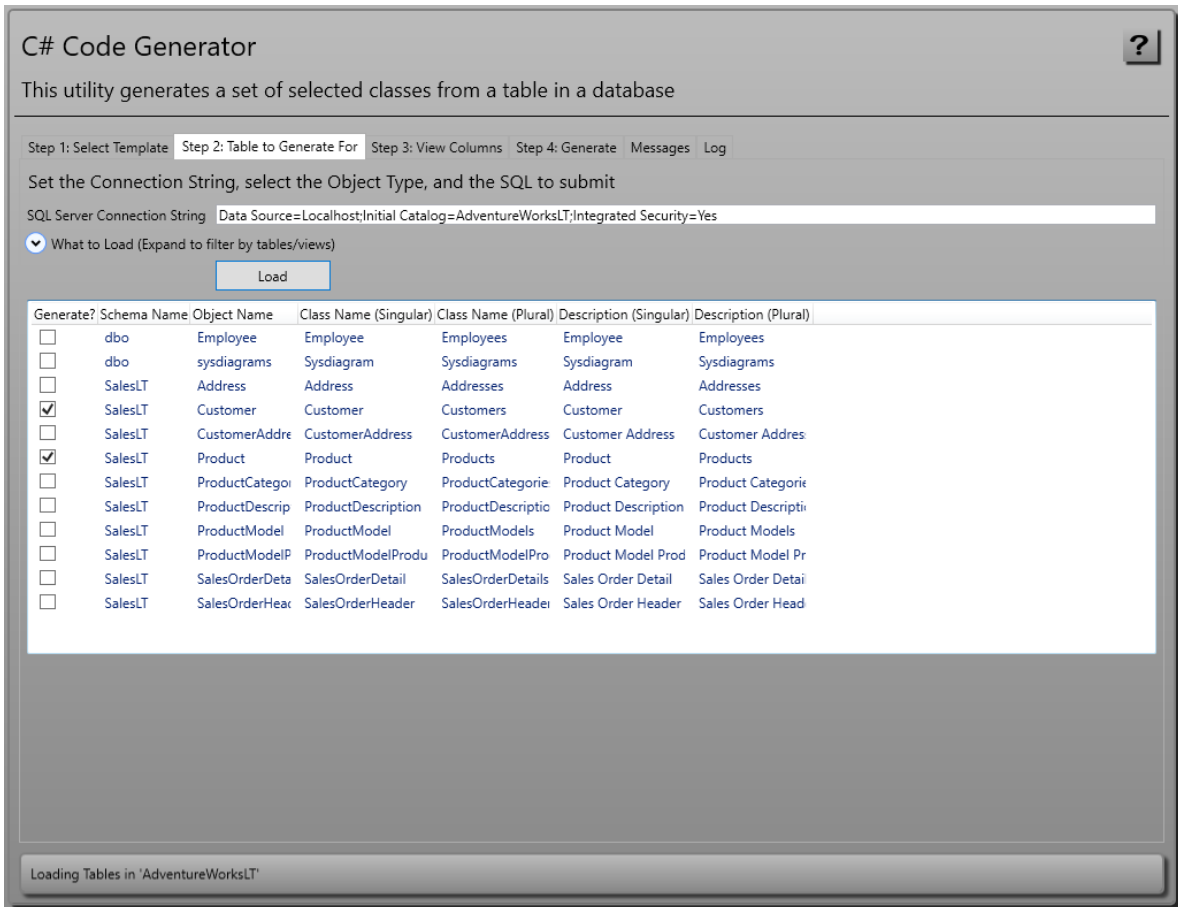 C# Code Generator
?
This utility generates a set of selected classes from a table in a database
Step 1: Select Template Step 2: Table to Generate For Step 3: View Columns Step 4: Generate Messages Log
Set the Connection String, select the Object Type, and the SQL to submit
SQL Server Connection String Data Source=Localhost;Initial Catalog=AdventureWorksLT;Integrated Security=Yes
What to Load (Expand to filter by tables/views)
Load
Generate? Schema Name Object Name Class Name (Singular) Class Name (Plural) Description (Singular) Description (Plural)
dbo Employee Employee Employees Employee Employees
dbo sysdiagrams Sysdiagram Sysdiagrams Sysdiagram Sysdiagrams
SalesLT Address Address Addresses Address Addresses
SalesLT Customer Customer Customers Customer Customers
SalesLT CustomerAddre CustomerAddress CustomerAddress Customer Address Customer Addres
SalesLT Product Product Products Product Products
SalesLT ProductCategor ProductCategory ProductCategorie Product Category Product Categorie
SalesLT ProductDescrip ProductDescription ProductDescriptio Product Description Product Descripti
SalesLT ProductModel ProductModel ProductModels Product Model Product Models
SalesLT ProductModelP ProductModelProdu ProductModelPro Product Model Prod Product Model Pr
SalesLT SalesOrderDeta SalesOrderDetail SalesOrderDetails Sales Order Detail Sales Order Detai
SalesLT SalesOrderHead SalesOrderHeader SalesOrderHeader Sales Order Header Sales Order Head
Loading Tables in 'AdventureWorksLT'